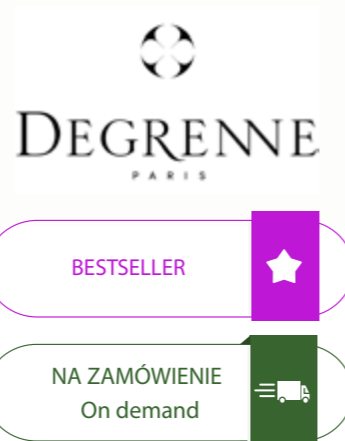 DEGRENNE
PARIS
BESTSELLER
NA ZAMÓWIENIE
On demand